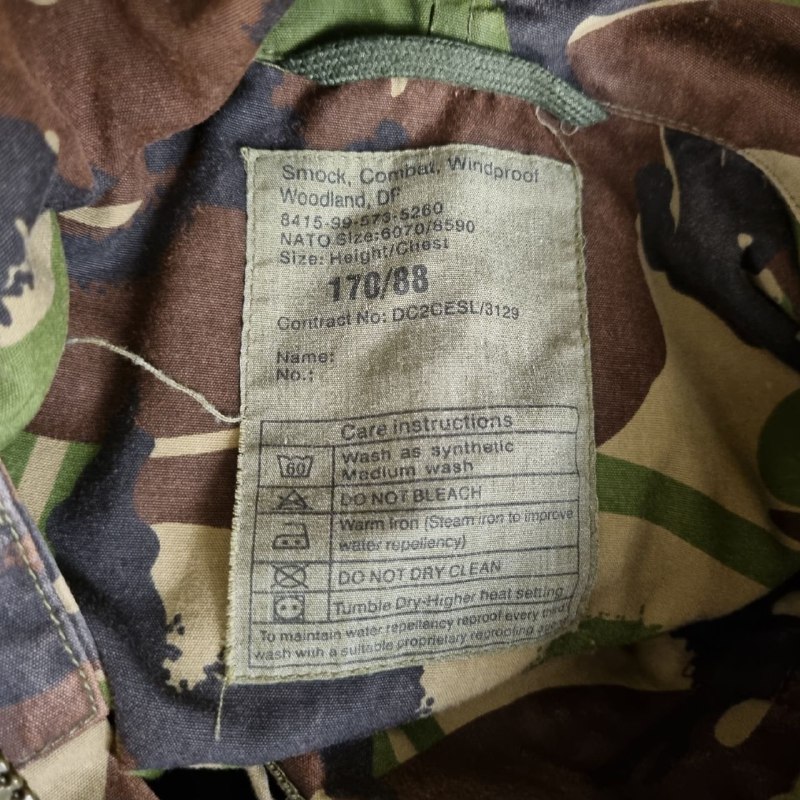 Smock, Combat, Windproof
Woodland, DP
8415-99-573-5260
NATO Size:6070/8590
Size: Height/Chest
170/88
Contract No: DC2CESL/3129
Name:
No.:
Care instructions
60
Wash as synthetic
Medium wash
DO NOT BLEACH
Warm Iron (Steam iron to improve
water repellency)
DO NOT DRY CLEAN
Tumble Dry-Higher heat setting
To maintain water repellency reproof every
wash with a suitable proprietary reproofing